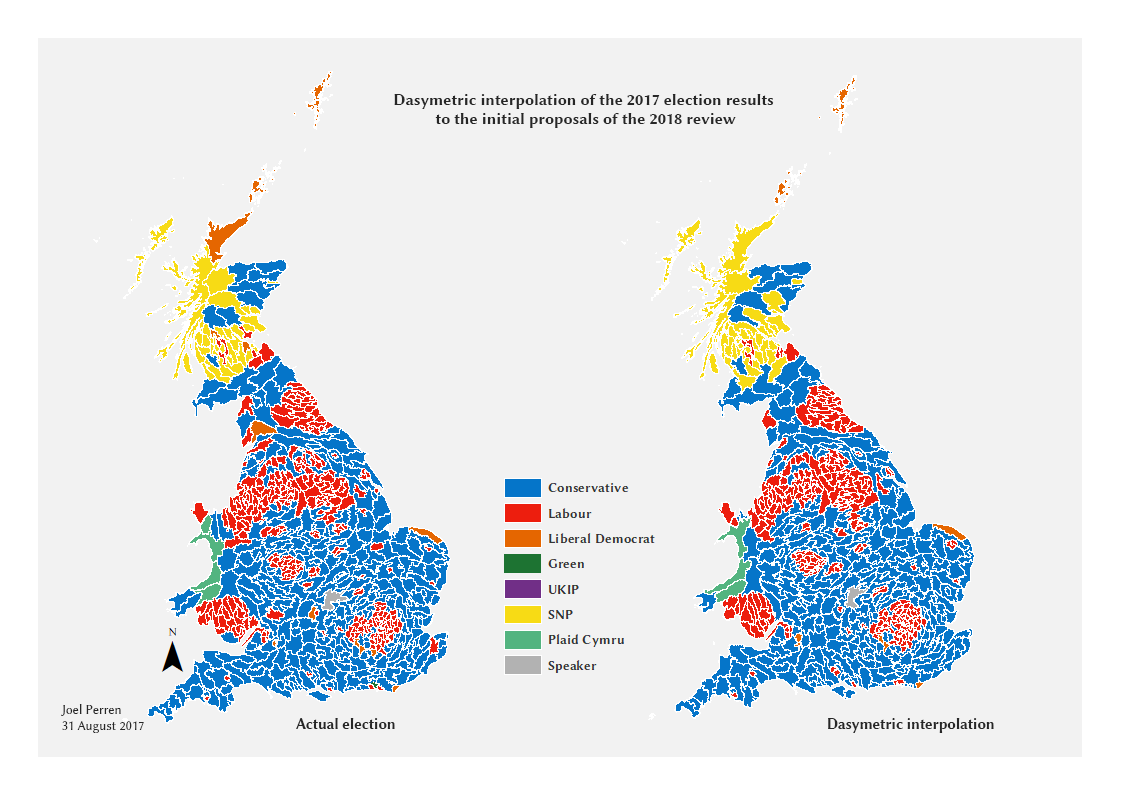 Dasymetric interpolation of the 2017 election results
to the initial proposals of the 2018 review
Conservative
Labour
Liberal Democrat
Green
UKIP
SNP
Plaid Cymru
Speaker
N
Joel Perren
31 August 2017
Actual election
Dasymetric interpolation